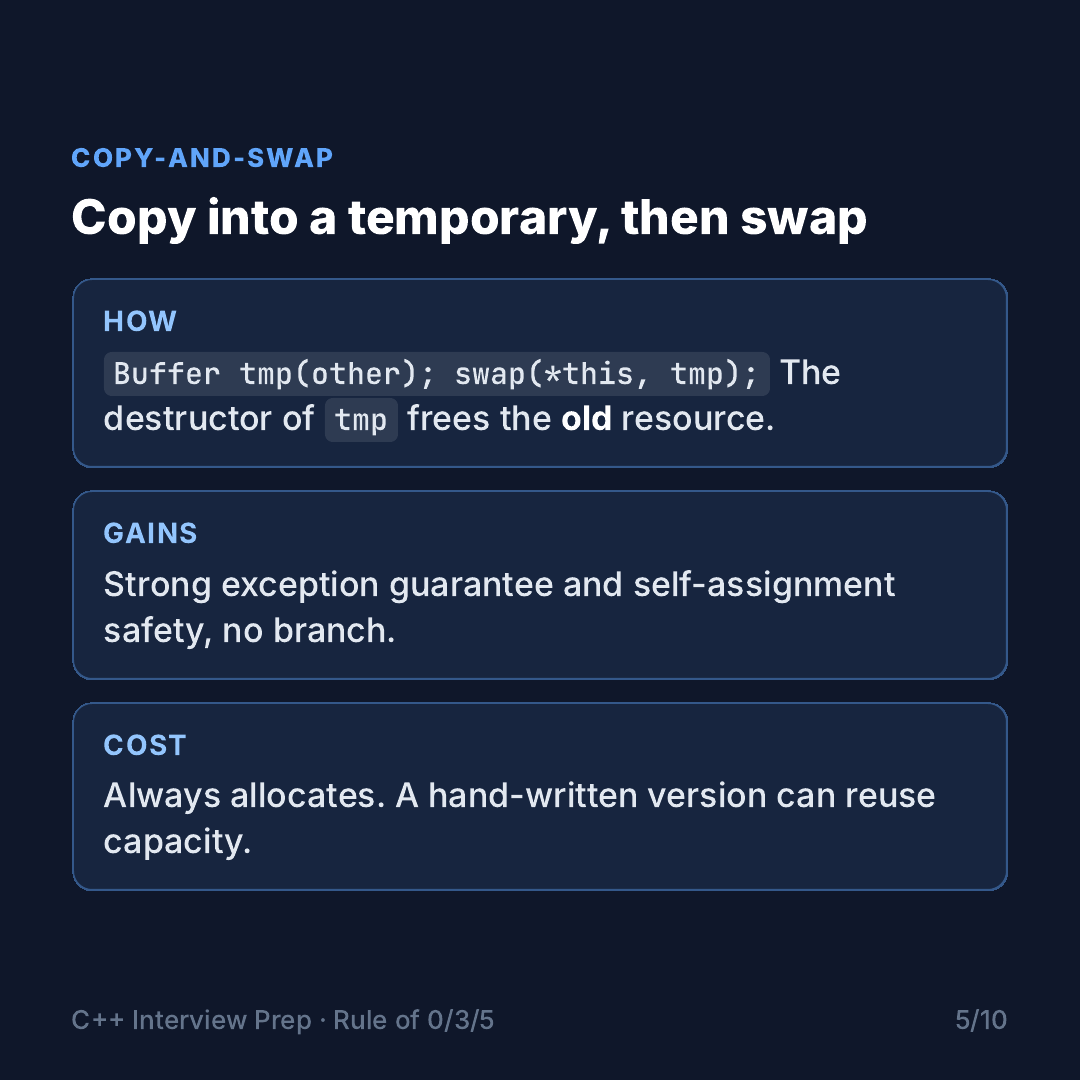 COPY-AND-SWAP
Copy into a temporary, then swap
HOW
Buffer tmp(other); swap(*this, tmp); The
destructor of tmp frees the old resource.
GAINS
Strong exception guarantee and self-assignment
safety, no branch.
COST
Always allocates. A hand-written version can reuse
capacity.
C++ Interview Prep · Rule of 0/3/5
5/10